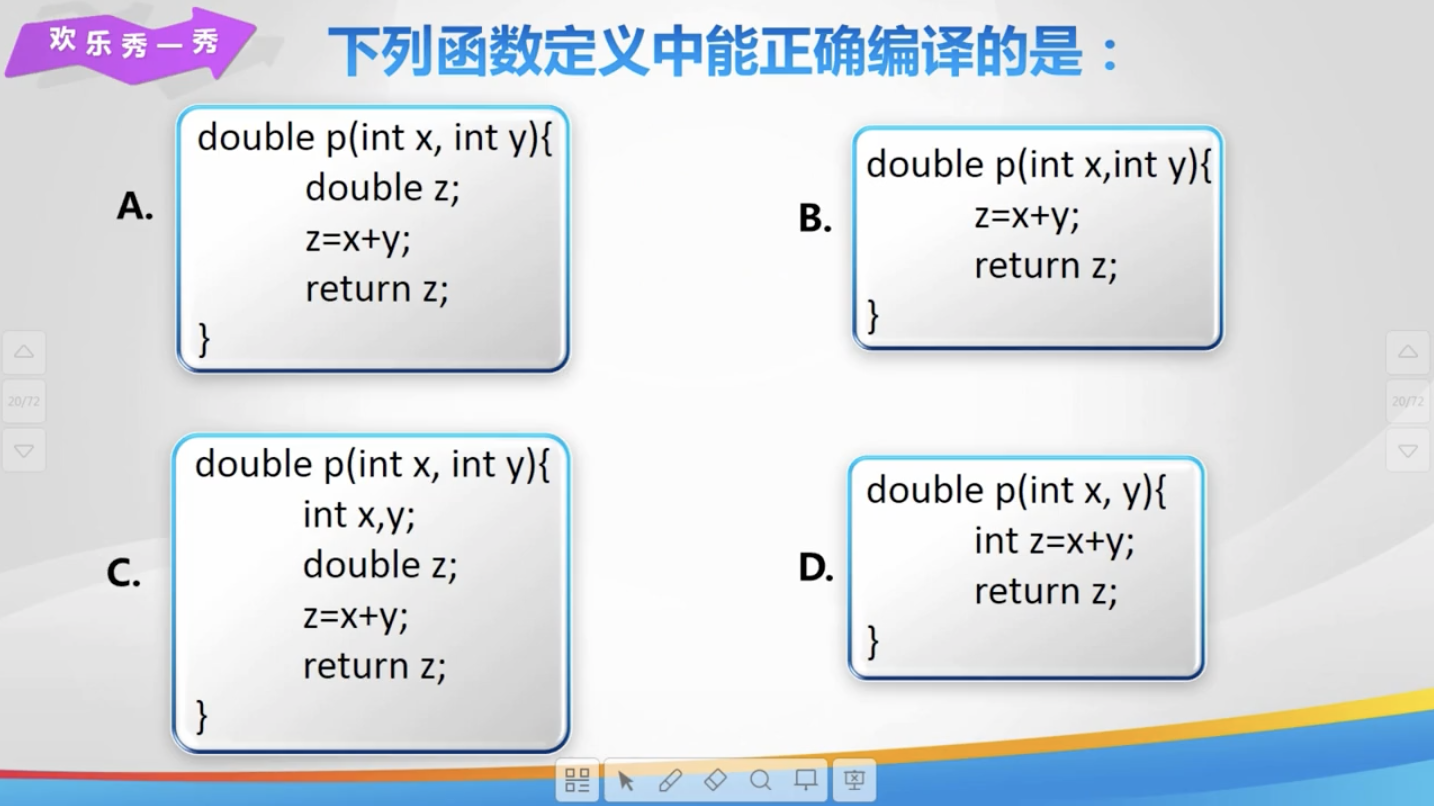 欢乐秀一秀
下列函数定义中能正确编译的是：
A.
double p(int x, int y){
double z;
z=x+y;
return z;
}
B.
double p(int x,int y){
z=x+y;
return z;
}
C.
double p(int x, int y){
int x,y;
double z;
z=x+y;
return z;
}
D.
double p(int x, y){
int z=x+y;
return z;
}
20/72
20/72